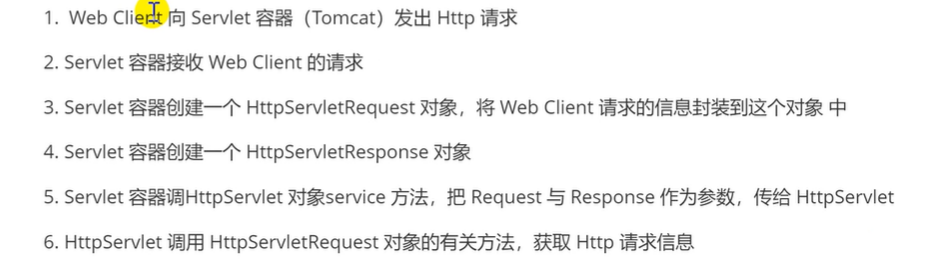 1. Web Client 向 Servlet 容器（Tomcat）发出 Http 请求
2. Servlet 容器接收 Web Client 的请求
3. Servlet 容器创建一个 HttpServletRequest 对象，将 Web Client 请求的信息封装到这个对象 中
4. Servlet 容器创建一个 HttpServletResponse 对象
5. Servlet 容器调HttpServlet 对象service 方法，把 Request 与 Response 作为参数，传给 HttpServlet
6. HttpServlet 调用 HttpServletRequest 对象的有关方法，获取 Http 请求信息